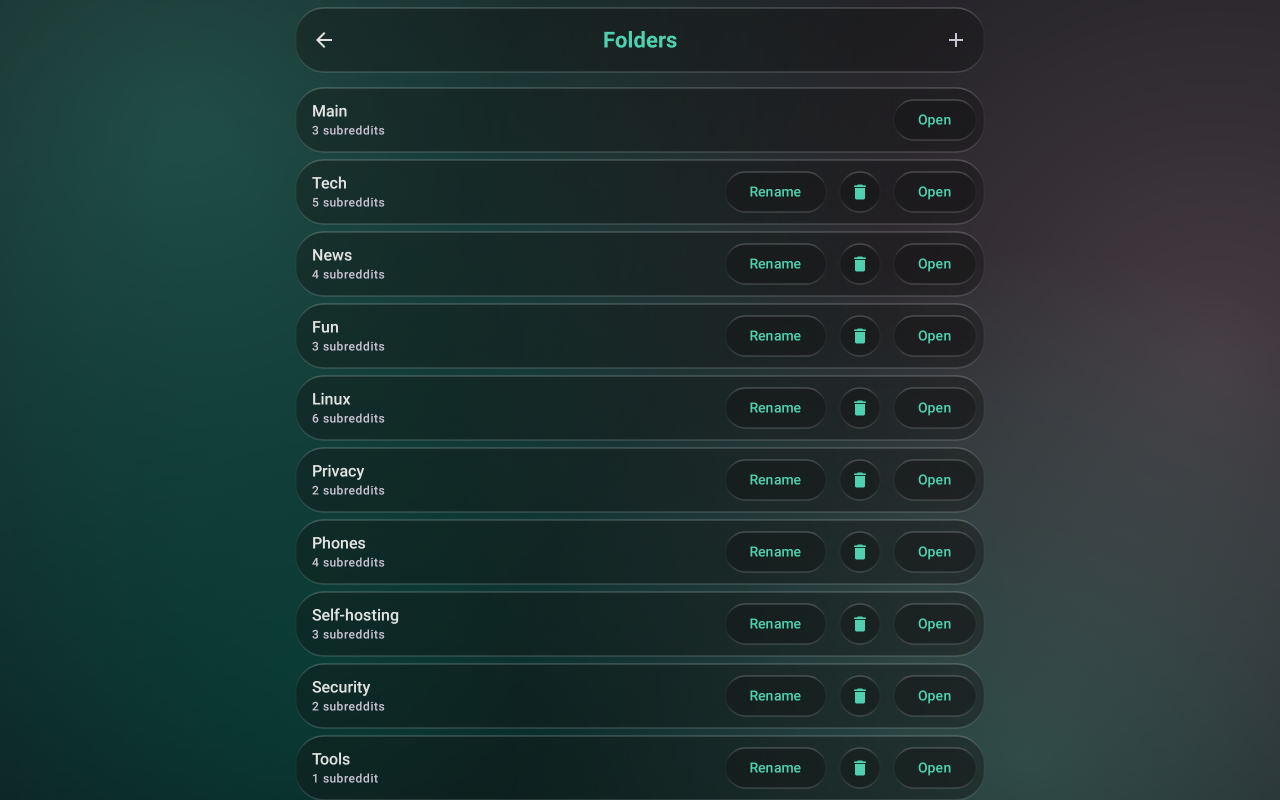 Folders
Main
3 subreddits
Open
Tech
5 subreddits
Rename
Open
News
4 subreddits
Rename
Open
Fun
3 subreddits
Rename
Open
Linux
6 subreddits
Rename
Open
Privacy
2 subreddits
Rename
Open
Phones
4 subreddits
Rename
Open
Self-hosting
3 subreddits
Rename
Open
Security
2 subreddits
Rename
Open
Tools
1 subreddit
Rename
Open